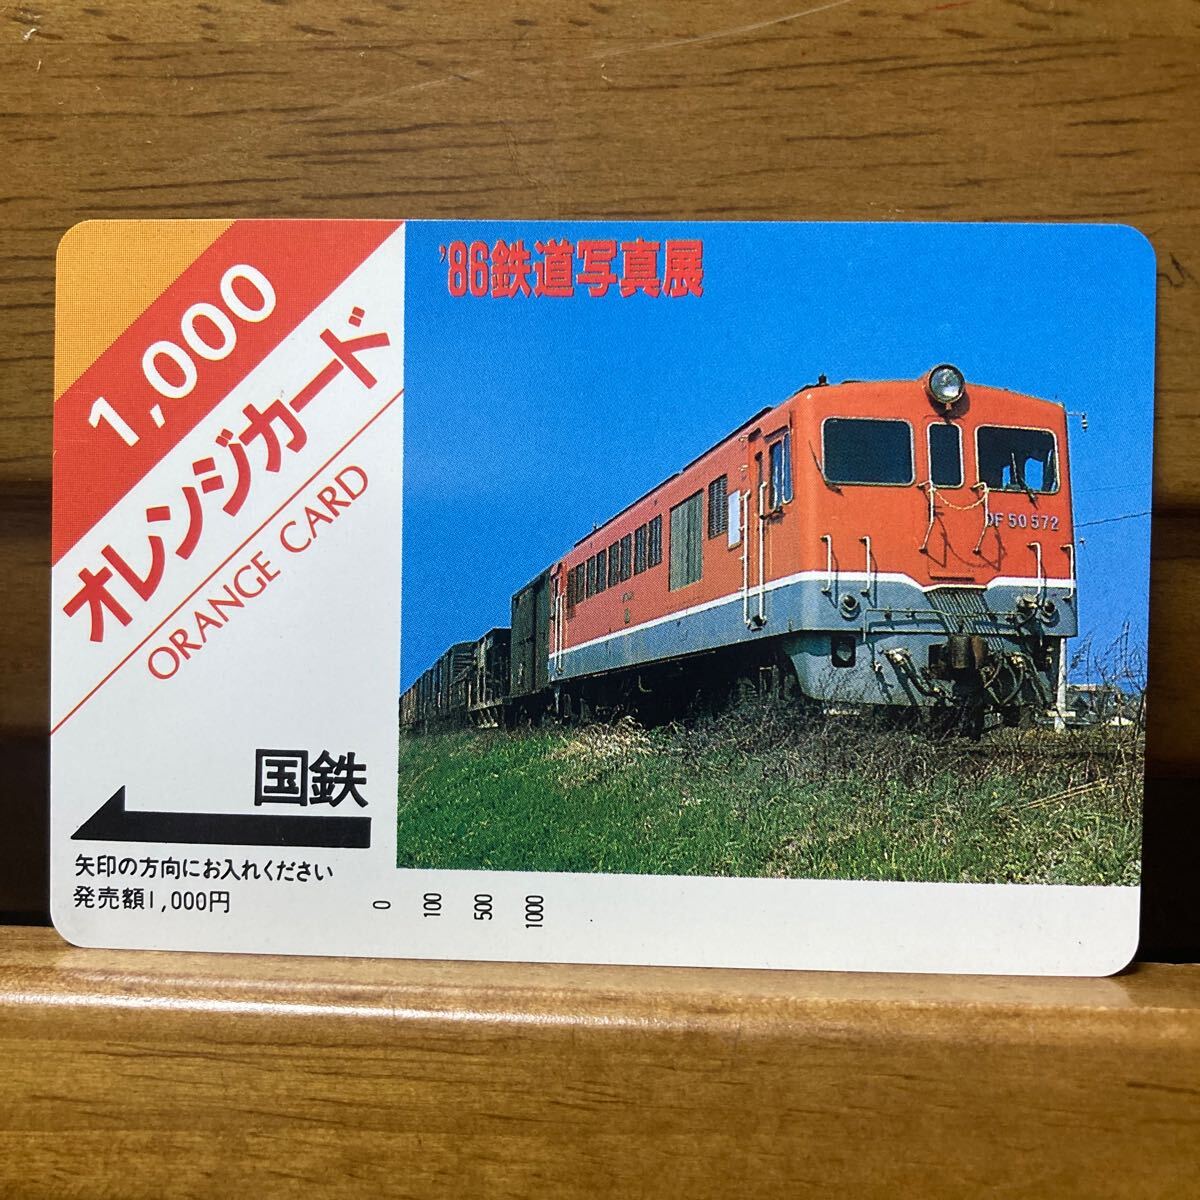 1,000
オレンジカード
ORANGE CARD
'86鉄道写真展
DF 50 572
国鉄
矢印の方向にお入れください
発売額1,000円
0 100 500 1000